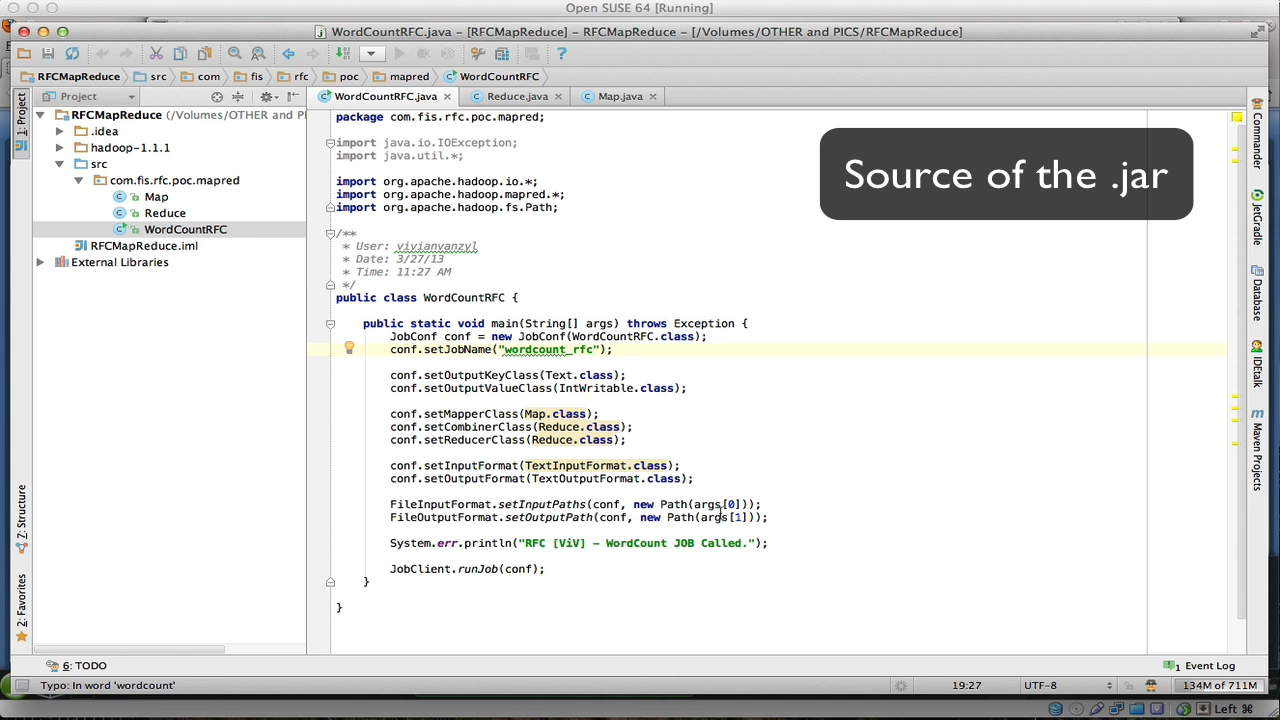 Open SUSE 64 [Running]
WordCountRFC.java - [RFCMapReduce] - RFCMapReduce - [/Volumes/OTHER and PICS/RFCMapReduce]
RFCMapReduce src com fis rfc poc mapred WordCountRFC
Project
WordCountRFC.java Reduce.java Map.java
1: Project
7: Structure
2: Favorites
RFCMapReduce (/Volumes/OTHER and PI
.idea
hadoop-1.1.1
src
com.fis.rfc.poc.mapred
Map
Reduce
WordCountRFC
RFCMapReduce.iml
External Libraries
package com.fis.rfc.poc.mapred;
import java.io.IOException;
import java.util.*;
import org.apache.hadoop.io.*;
import org.apache.hadoop.mapred.*;
import org.apache.hadoop.fs.Path;
/**
* User: vivianvanzyl
* Date: 3/27/13
* Time: 11:27 AM
*/
public class WordCountRFC {
public static void main(String[] args) throws Exception {
JobConf conf = new JobConf(WordCountRFC.class);
conf.setJobName("wordcount_rfc");
conf.setOutputKeyClass(Text.class);
conf.setOutputValueClass(IntWritable.class);
conf.setMapperClass(Map.class);
conf.setCombinerClass(Reduce.class);
conf.setReducerClass(Reduce.class);
conf.setInputFormat(TextInputFormat.class);
conf.setOutputFormat(TextOutputFormat.class);
FileInputFormat.setInputPaths(conf, new Path(args[0]));
FileOutputFormat.setOutputPath(conf, new Path(args[1]));
System.err.println("RFC [ViV] - WordCount JOB Called.");
JobClient.runJob(conf);
}
}
Source of the .jar
Commander
JetGradle
Database
IDEtalk
Maven Projects
6: TODO
1 Event Log
Typo: In word 'wordcount'
19:27
UTF-8
134M of 711M
Left ⌘